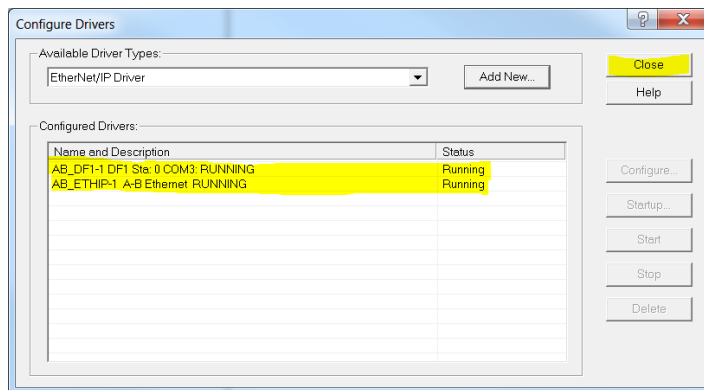 Configure Drivers
Available Driver Types:
EtherNet/IP Driver
Add New...
Close
Help
Configured Drivers:
Name and Description Status
AB_DF1-1 DF1 Sta: 0 COM3: RUNNING Running
AB_ETHIP-1 A-B Ethernet RUNNING Running
Configure...
Startup...
Start
Stop
Delete